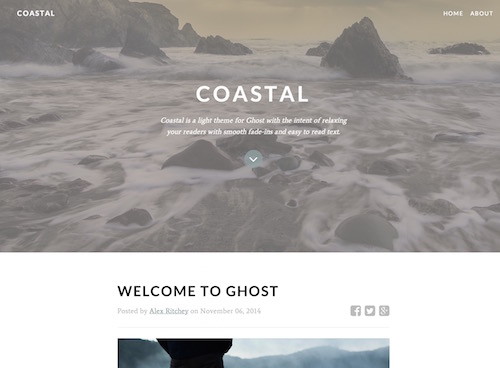 COASTAL
HOME ABOUT
COASTAL
Coastal is a light theme for Ghost with the intent of relaxing
your readers with smooth fade-ins and easy to read text.
WELCOME TO GHOST
Posted by Alex Ritchey on November 06, 2014